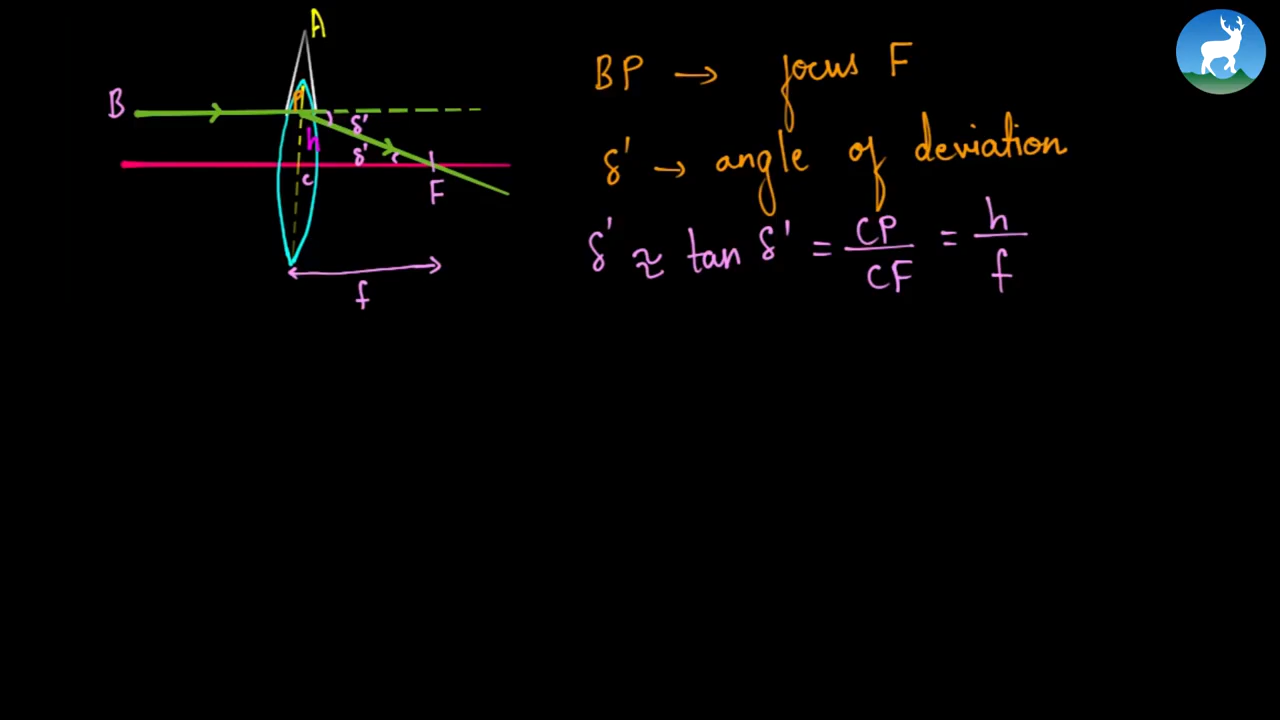 A
B
P
h
δ'
δ'
C
F
f
BP → focus F
δ' → angle of deviation
δ' ≈ tan δ' = CP/CF = h/f